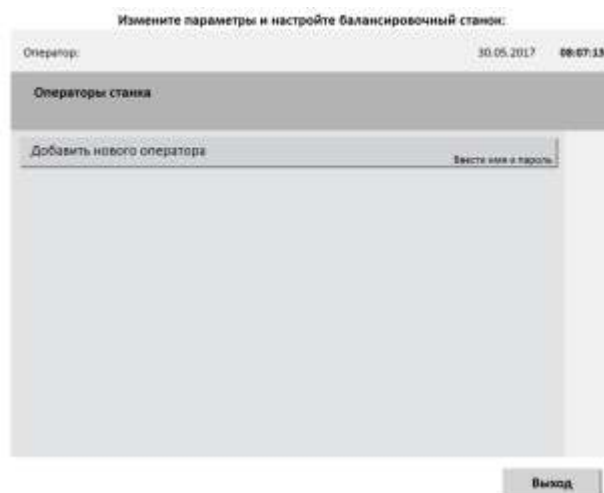 Измените параметры и настройте балансировочный станок:
Оператор: 30.05.2017 08:07:13
Операторы станка
Добавить нового оператора
Ввести имя и пароль
Выход